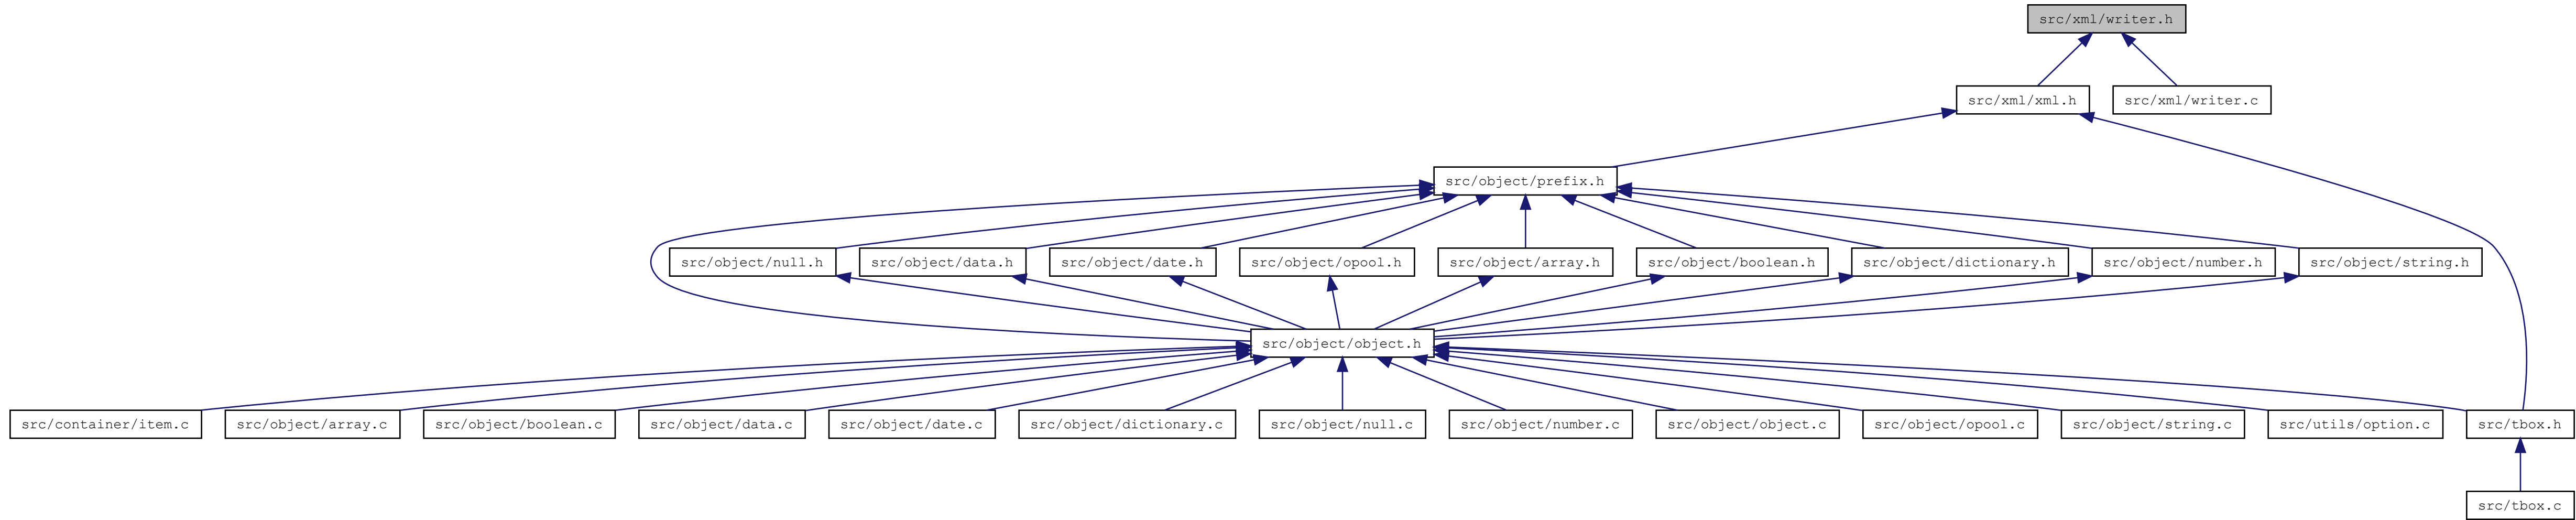 src/xml/writer.h
src/xml/xml.h
src/xml/writer.c
src/object/prefix.h
src/object/null.h
src/object/data.h
src/object/date.h
src/object/opool.h
src/object/array.h
src/object/boolean.h
src/object/dictionary.h
src/object/number.h
src/object/string.h
src/object/object.h
src/container/item.c
src/object/array.c
src/object/boolean.c
src/object/data.c
src/object/date.c
src/object/dictionary.c
src/object/null.c
src/object/number.c
src/object/object.c
src/object/opool.c
src/object/string.c
src/utils/option.c
src/tbox.h
src/tbox.c